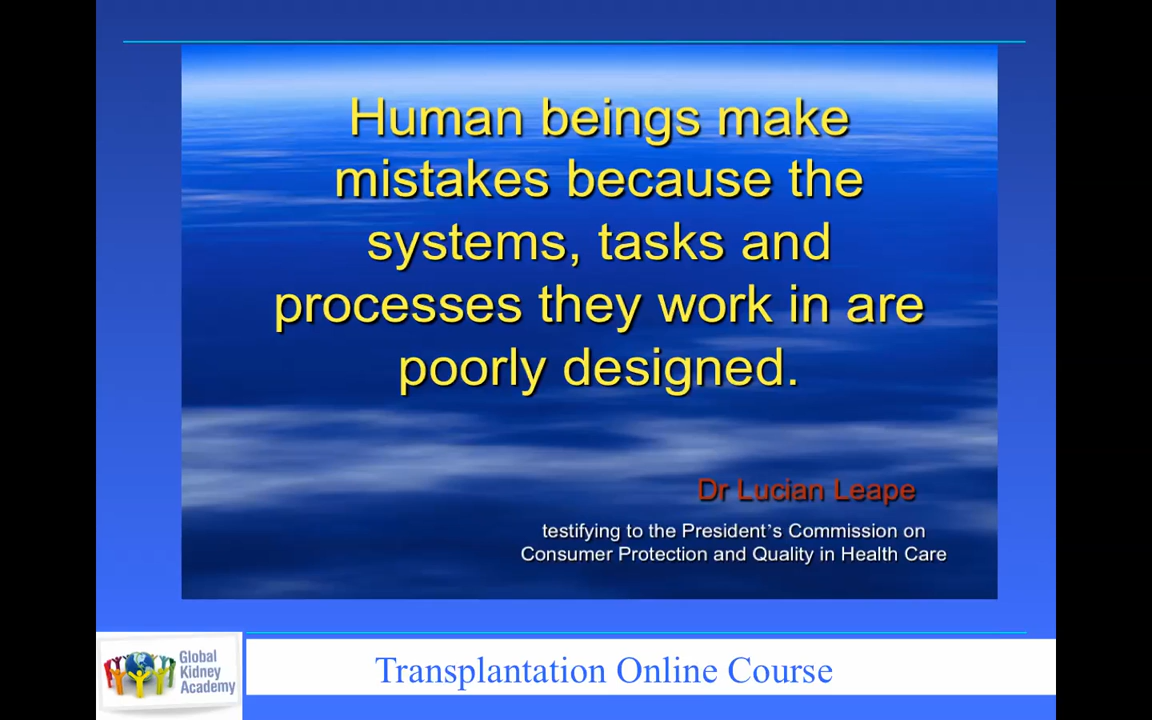 Human beings make
mistakes because the
systems, tasks and
processes they work in are
poorly designed.
Dr Lucian Leape
testifying to the President’s Commission on
Consumer Protection and Quality in Health Care
Global
Kidney
Academy
Transplantation Online Course